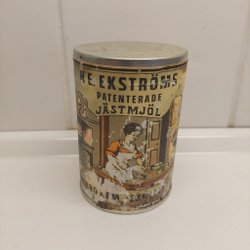 E. EKSTRÖMS
PATENTERADE
JÄSTMJÖL